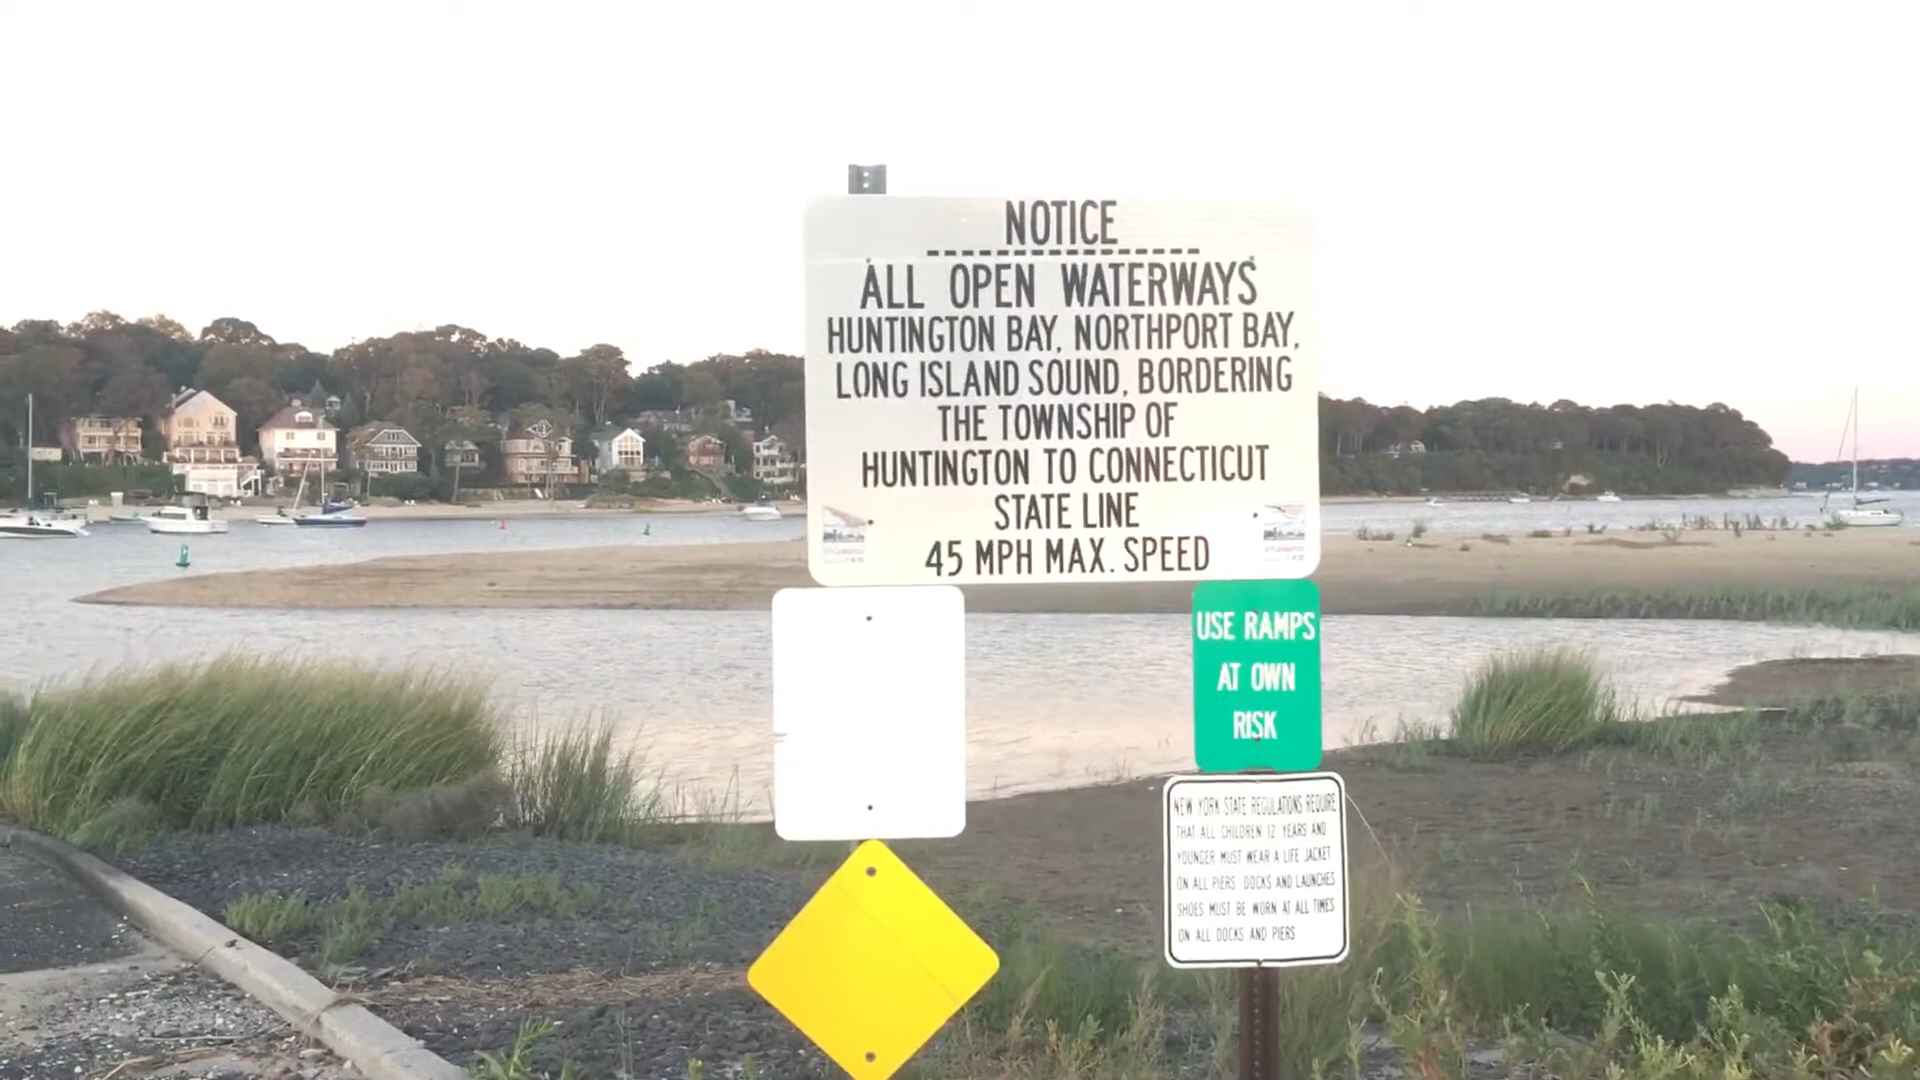 NOTICE
ALL OPEN WATERWAYS
HUNTINGTON BAY, NORTHPORT BAY,
LONG ISLAND SOUND, BORDERING
THE TOWNSHIP OF
HUNTINGTON TO CONNECTICUT
STATE LINE
45 MPH MAX. SPEED
USE RAMPS
AT OWN
RISK
NEW YORK STATE REGULATIONS REQUIRE
THAT ALL CHILDREN 12 YEARS AND
YOUNGER MUST WEAR A LIFE JACKET
ON ALL PIERS DOCKS AND LAUNCHES
SHOES MUST BE WORN AT ALL TIMES
ON ALL DOCKS AND PIERS